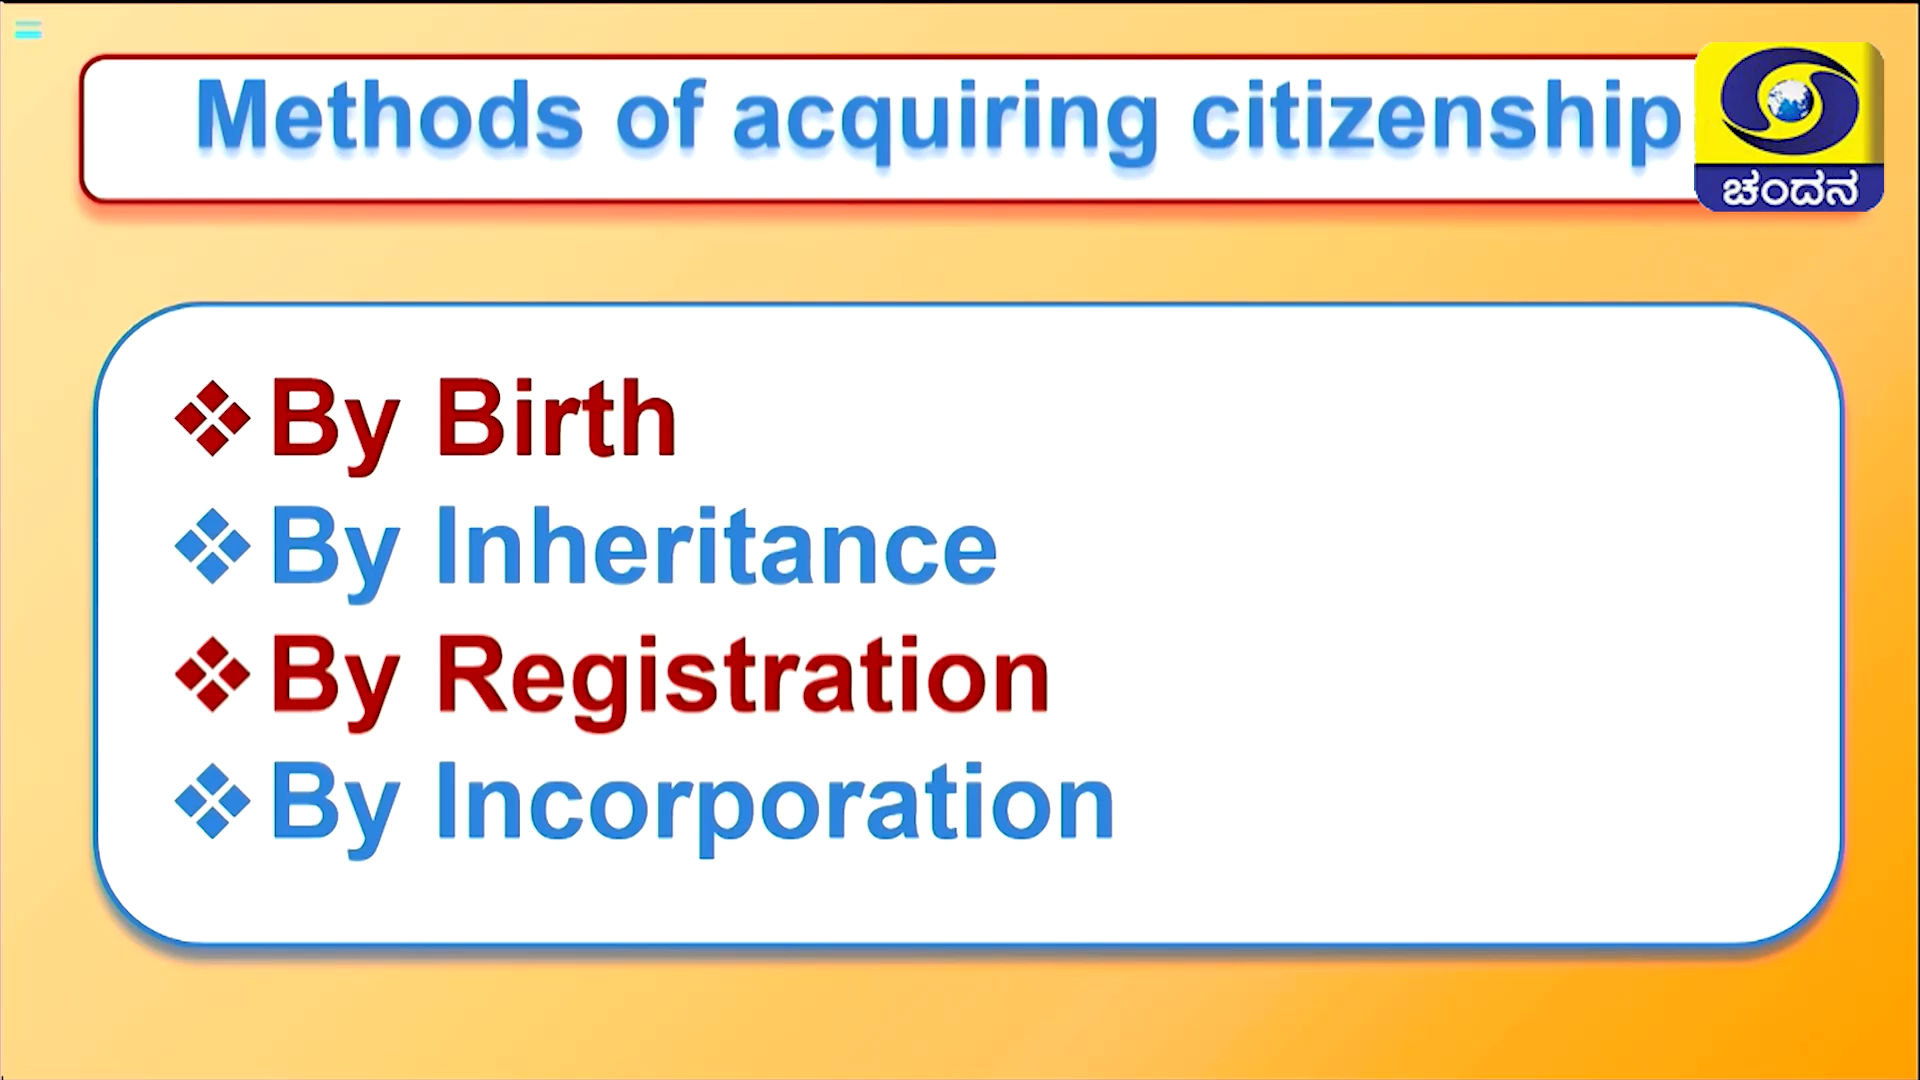 Methods of acquiring citizenship
ಚಂದನ
By Birth
By Inheritance
By Registration
By Incorporation